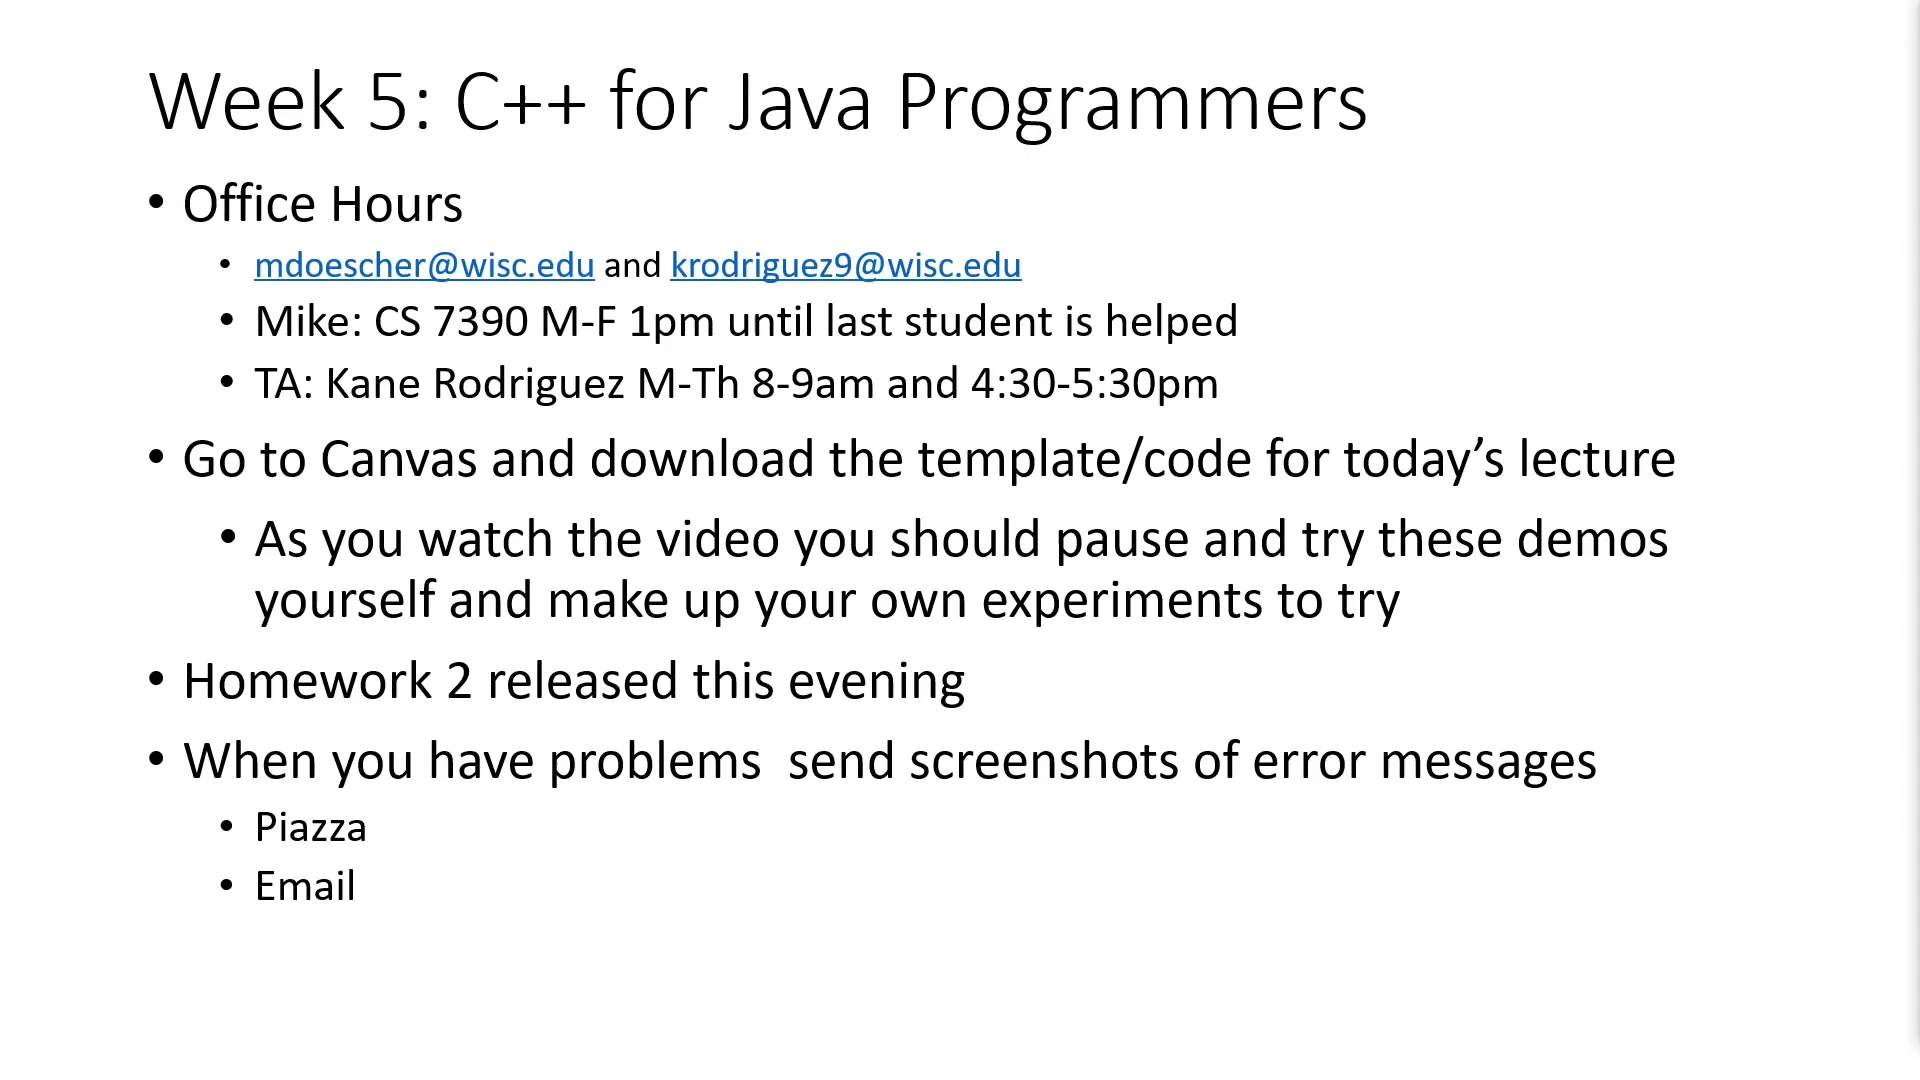 Week 5: C++ for Java Programmers
• Office Hours
• mdoescher@wisc.edu and krodriguez9@wisc.edu
• Mike: CS 7390 M-F 1pm until last student is helped
• TA: Kane Rodriguez M-Th 8-9am and 4:30-5:30pm
• Go to Canvas and download the template/code for today’s lecture
• As you watch the video you should pause and try these demos
yourself and make up your own experiments to try
• Homework 2 released this evening
• When you have problems  send screenshots of error messages
• Piazza
• Email